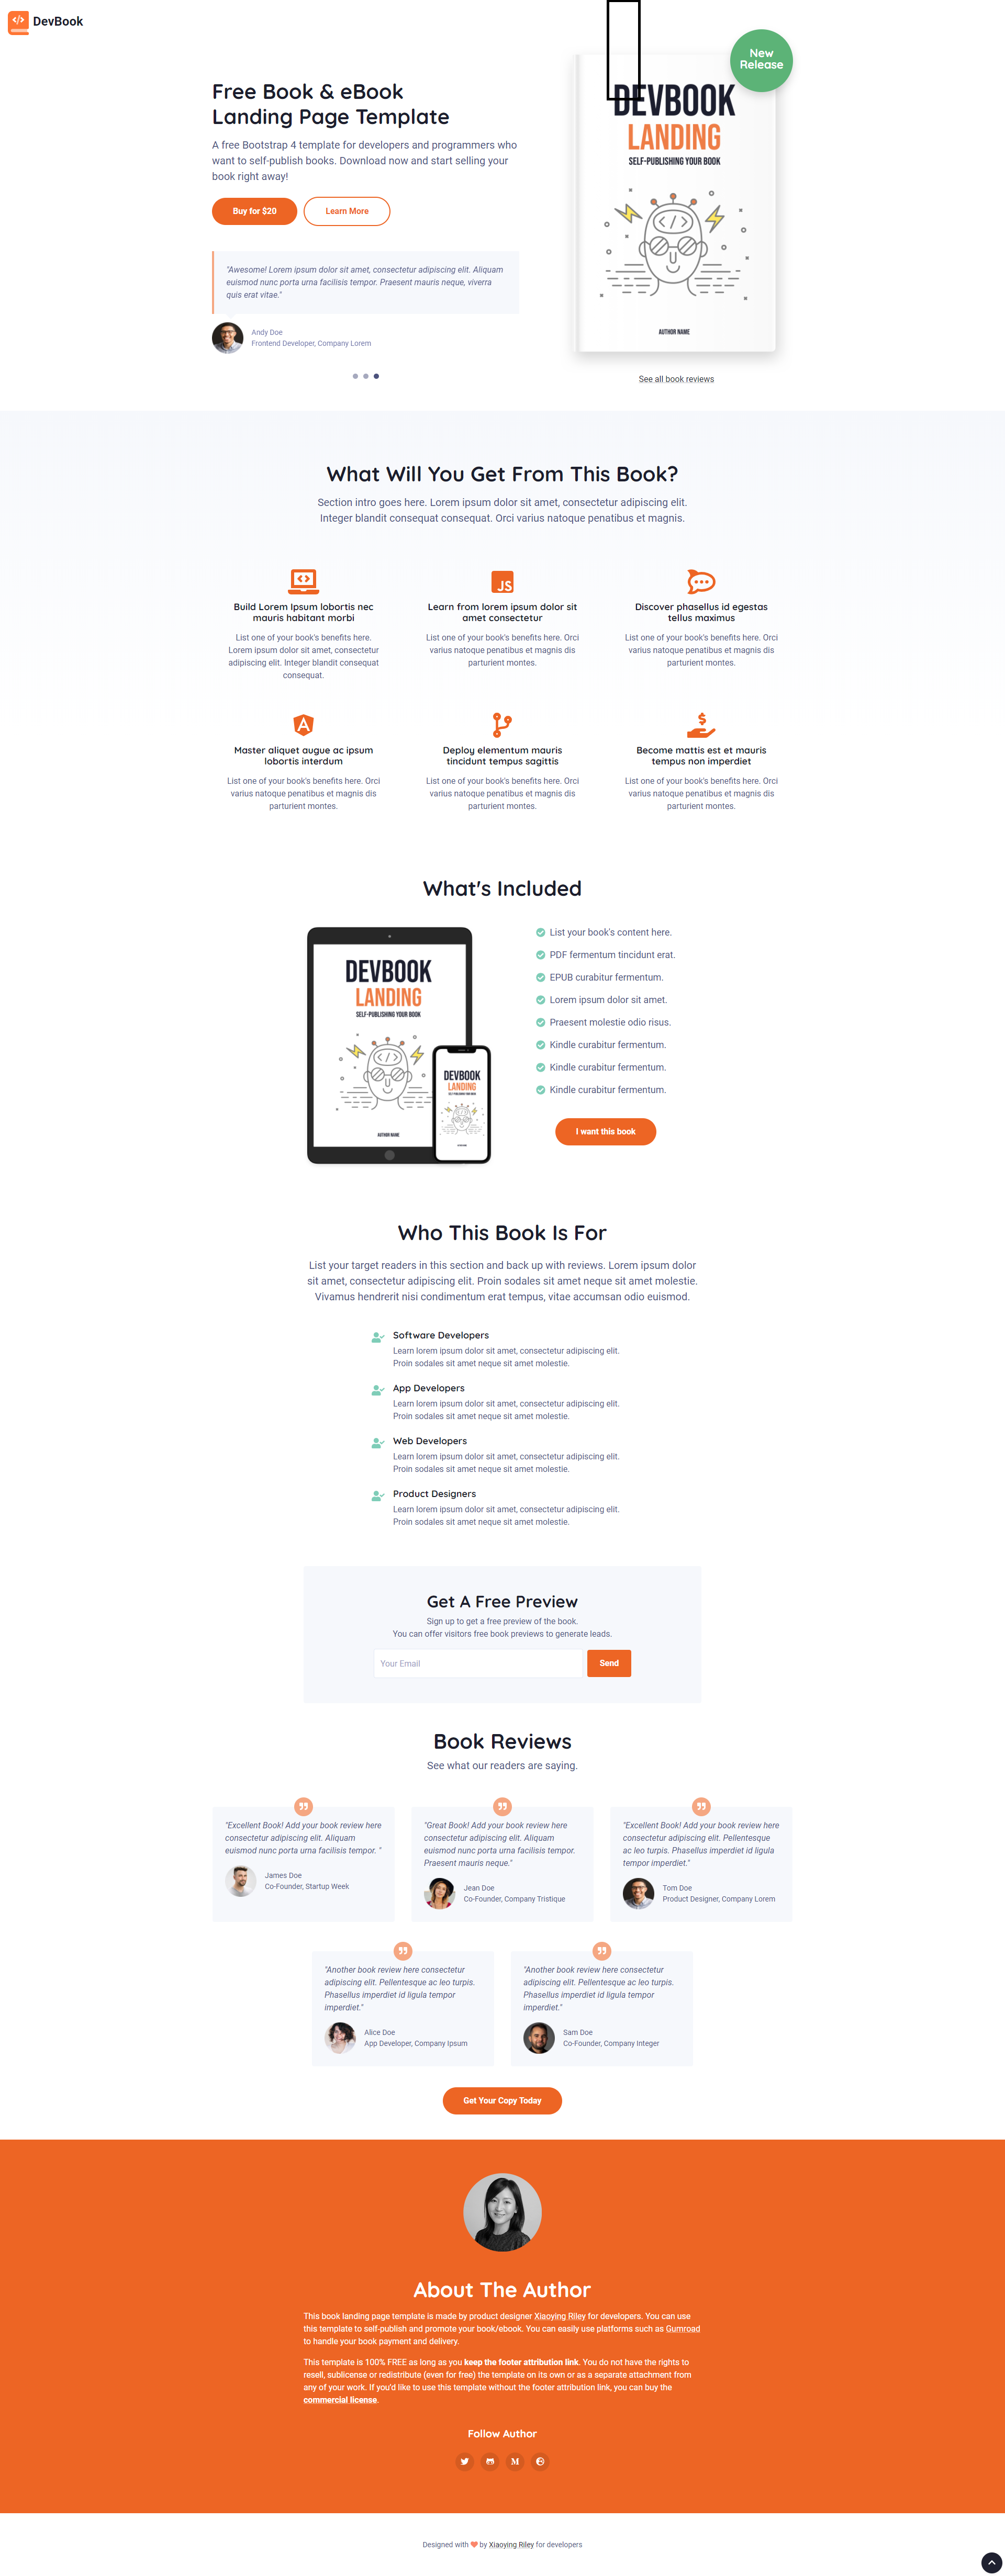 DevBook
New
Release
Free Book & eBook
Landing Page Template
A free Bootstrap 4 template for developers and programmers who
want to self-publish books. Download now and start selling your
book right away!
Buy for $20
Learn More
"Awesome! Lorem ipsum dolor sit amet, consectetur adipiscing elit. Aliquam
euismod nunc porta urna facilisis tempor. Praesent mauris neque, viverra
quis erat vitae."
Andy Doe
Frontend Developer, Company Lorem
DEVBOOK
LANDING
SELF-PUBLISHING YOUR BOOK
</>
AUTHOR NAME
See all book reviews
What Will You Get From This Book?
Section intro goes here. Lorem ipsum dolor sit amet, consectetur adipiscing elit.
Integer blandit consequat consequat. Orci varius natoque penatibus et magnis.
JS
Build Lorem Ipsum lobortis nec
mauris habitant morbi
List one of your book's benefits here.
Lorem ipsum dolor sit amet, consectetur
adipiscing elit. Integer blandit consequat
consequat.
Learn from lorem ipsum dolor sit
amet consectetur
List one of your book's benefits here. Orci
varius natoque penatibus et magnis dis
parturient montes.
Discover phasellus id egestas
tellus maximus
List one of your book's benefits here. Orci
varius natoque penatibus et magnis dis
parturient montes.
Master aliquet augue ac ipsum
lobortis interdum
List one of your book's benefits here. Orci
varius natoque penatibus et magnis dis
parturient montes.
Deploy elementum mauris
tincidunt tempus sagittis
List one of your book's benefits here. Orci
varius natoque penatibus et magnis dis
parturient montes.
Become mattis est et mauris
tempus non imperdiet
List one of your book's benefits here. Orci
varius natoque penatibus et magnis dis
parturient montes.
What's Included
DEVBOOK
LANDING
SELF-PUBLISHING YOUR BOOK
</>
AUTHOR NAME
DEVBOOK
LANDING
SELF-PUBLISHING YOUR BOOK
List your book's content here.
PDF fermentum tincidunt erat.
EPUB curabitur fermentum.
Lorem ipsum dolor sit amet.
Praesent molestie odio risus.
Kindle curabitur fermentum.
Kindle curabitur fermentum.
Kindle curabitur fermentum.
I want this book
Who This Book Is For
List your target readers in this section and back up with reviews. Lorem ipsum dolor
sit amet, consectetur adipiscing elit. Proin sodales sit amet neque sit amet molestie.
Vivamus hendrerit nisi condimentum erat tempus, vitae accumsan odio euismod.
Software Developers
Learn lorem ipsum dolor sit amet, consectetur adipiscing elit.
Proin sodales sit amet neque sit amet molestie.
App Developers
Learn lorem ipsum dolor sit amet, consectetur adipiscing elit.
Proin sodales sit amet neque sit amet molestie.
Web Developers
Learn lorem ipsum dolor sit amet, consectetur adipiscing elit.
Proin sodales sit amet neque sit amet molestie.
Product Designers
Learn lorem ipsum dolor sit amet, consectetur adipiscing elit.
Proin sodales sit amet neque sit amet molestie.
Get A Free Preview
Sign up to get a free preview of the book.
You can offer visitors free book previews to generate leads.
Your Email
Send
Book Reviews
See what our readers are saying.
"Excellent Book! Add your book review here
consectetur adipiscing elit. Aliquam
euismod nunc porta urna facilisis tempor. "
James Doe
Co-Founder, Startup Week
"Great Book! Add your book review here
consectetur adipiscing elit. Aliquam
euismod nunc porta urna facilisis tempor.
Praesent mauris neque."
Jean Doe
Co-Founder, Company Tristique
"Excellent Book! Add your book review here
consectetur adipiscing elit. Pellentesque
ac leo turpis. Phasellus imperdiet id ligula
tempor imperdiet."
Tom Doe
Product Designer, Company Lorem
"Another book review here consectetur
adipiscing elit. Pellentesque ac leo turpis.
Phasellus imperdiet id ligula tempor
imperdiet."
Alice Doe
App Developer, Company Ipsum
"Another book review here consectetur
adipiscing elit. Pellentesque ac leo turpis.
Phasellus imperdiet id ligula tempor
imperdiet."
Sam Doe
Co-Founder, Company Integer
Get Your Copy Today
About The Author
This book landing page template is made by product designer Xiaoying Riley for developers. You can use
this template to self-publish and promote your book/ebook. You can easily use platforms such as Gumroad
to handle your book payment and delivery.
This template is 100% FREE as long as you keep the footer attribution link. You do not have the rights to
resell, sublicense or redistribute (even for free) the template on its own or as a separate attachment from
any of your work. If you'd like to use this template without the footer attribution link, you can buy the
commercial license.
Follow Author
M
Designed with ❤ by Xiaoying Riley for developers